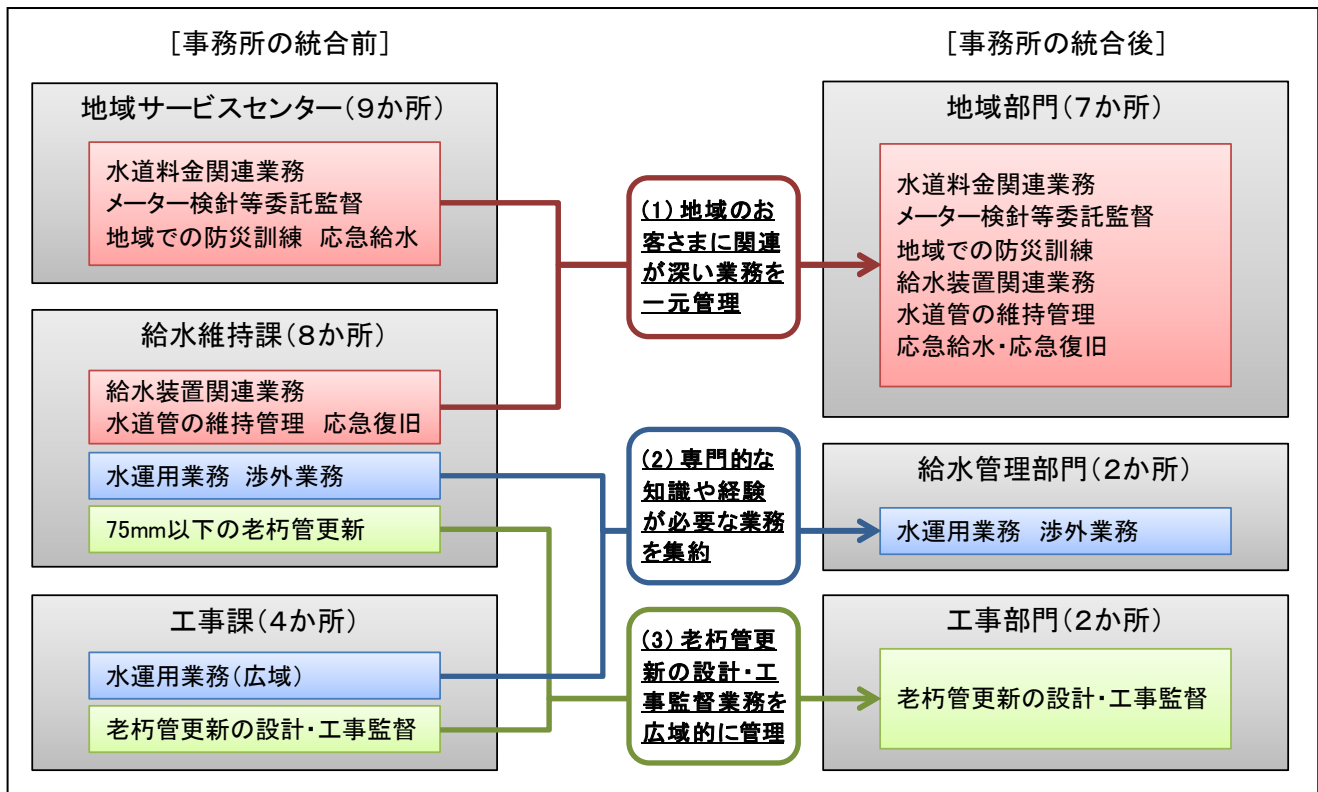 [事務所の統合前]
地域サービスセンター(9か所)
水道料金関連業務
メーター検針等委託監督
地域での防災訓練 応急給水
給水維持課(8か所)
給水装置関連業務
水道管の維持管理 応急復旧
水運用業務 渉外業務
75mm以下の老朽管更新
工事課(4か所)
水運用業務(広域)
老朽管更新の設計・工事監督
(1)地域のお
客さまに関連
が深い業務を
一元管理
(2)専門的な
知識や経験
が必要な業務
を集約
(3)老朽管更
新の設計・工
事監督業務を
広域的に管理
[事務所の統合後]
地域部門(7か所)
水道料金関連業務
メーター検針等委託監督
地域での防災訓練
給水装置関連業務
水道管の維持管理
応急給水・応急復旧
給水管理部門(2か所)
水運用業務 渉外業務
工事部門(2か所)
老朽管更新の設計・工事監督